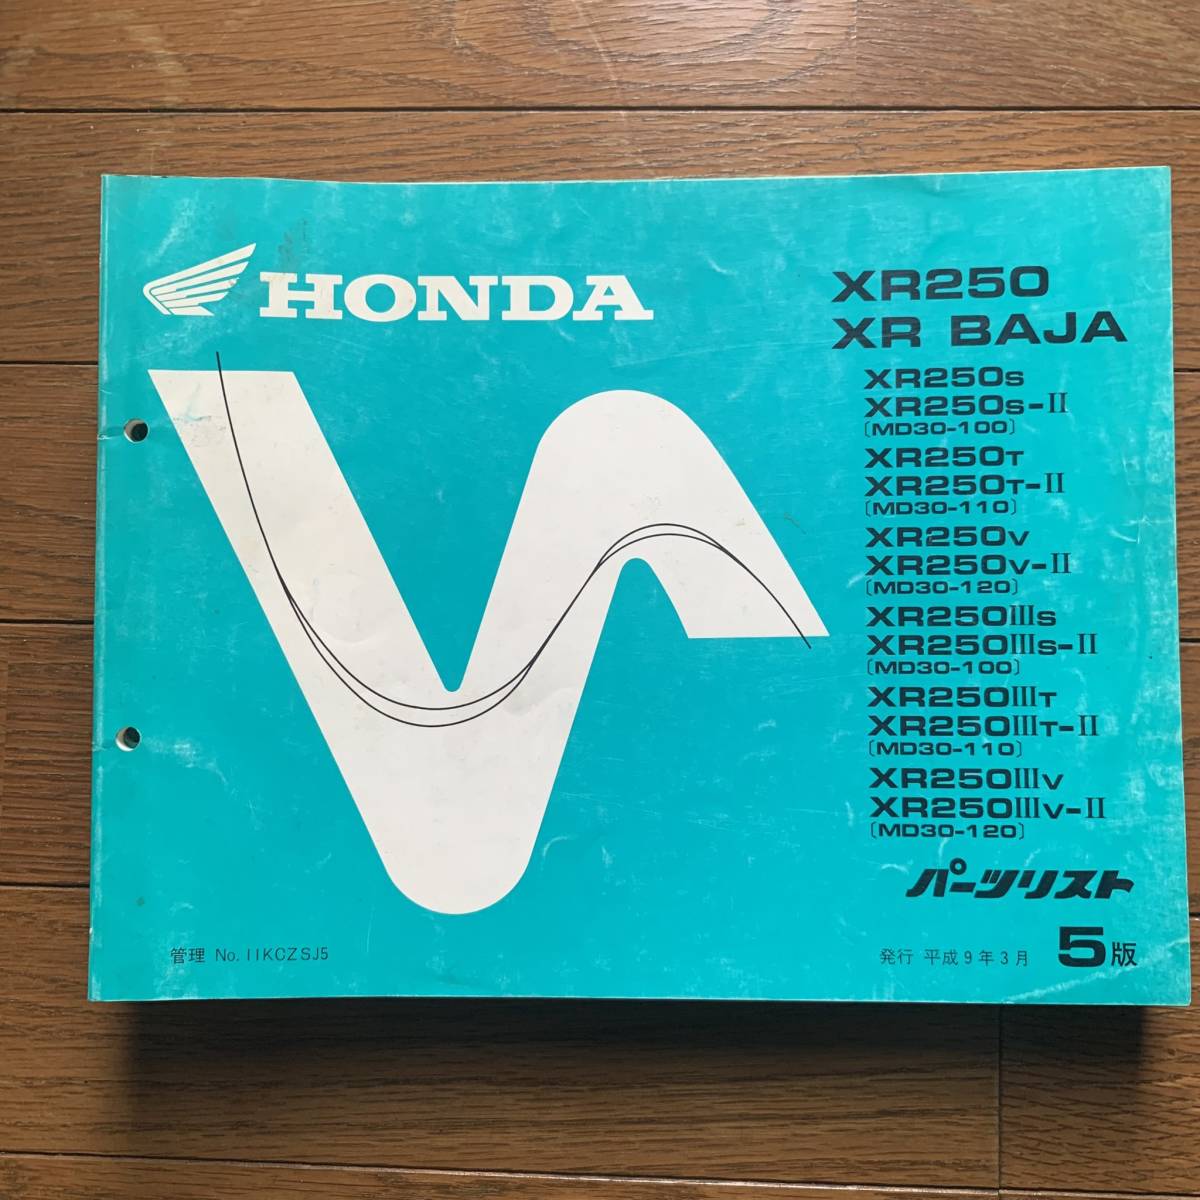 HONDA
XR250
XR BAJA
XR250S
XR250S-II
〔MD30-100〕
XR250T
XR250T-II
〔MD30-110〕
XR250V
XR250V-II
〔MD30-120〕
XR250IIIS
XR250IIIS-II
〔MD30-100〕
XR250IIIT
XR250IIIT-II
〔MD30-110〕
XR250IIIV
XR250IIIV-II
〔MD30-120〕
パーツリスト
管理 No. 11KCZSJ5
発行 平成9年3月 5版